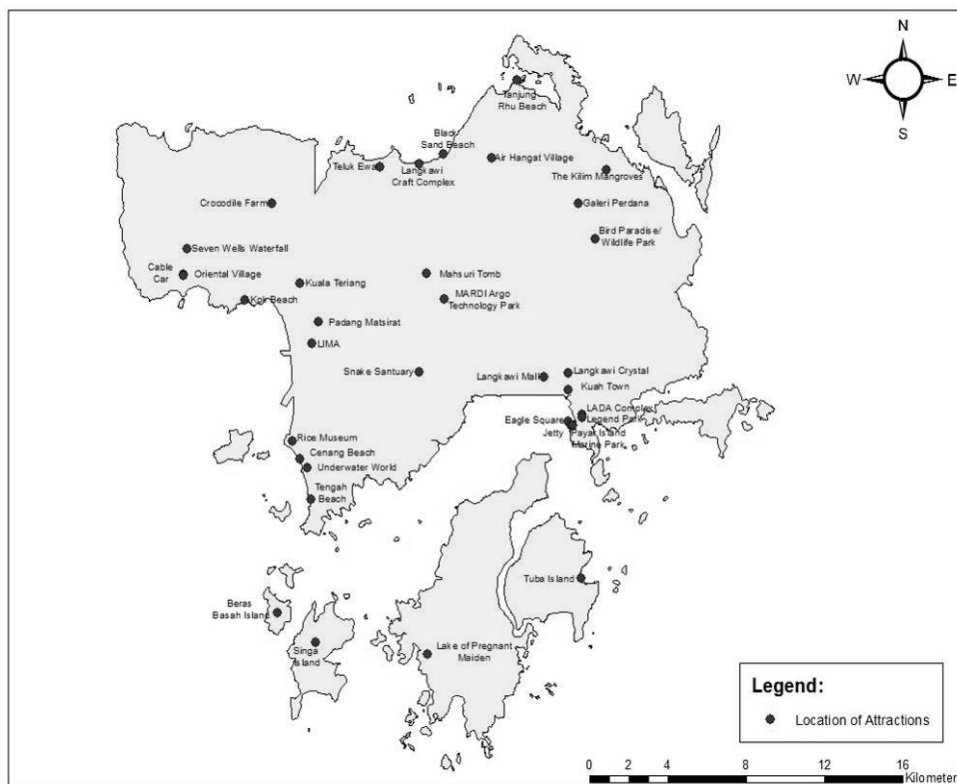 N
W
E
S
Tanjung
Rhu Beach
Black
Sand Beach
Air Hangat Village
Teluk Ewa
Langkawi
Craft Complex
The Kilim Mangroves
Crocodile Farm
Galeri Perdana
Bird Paradise/
Wildlife Park
Seven Wells Waterfall
Cable
Car
Oriental Village
Mahsuri Tomb
Kuala Teriang
MARDI Argo
Technology Park
Kok Beach
Padang Matsirat
LIMA
Snake Santuary
Langkawi Mall
Langkawi Crystal
Kuah Town
LADA Complex
Legend Park
Eagle Square
Jetty
Payar Island
Marine Park
Rice Museum
Cenang Beach
Underwater World
Tengah
Beach
Tuba Island
Beras
Basah Island
Singa
Island
Lake of Pregnant
Maiden
Legend:
Location of Attractions
0 2 4 8 12 16
Kilometer